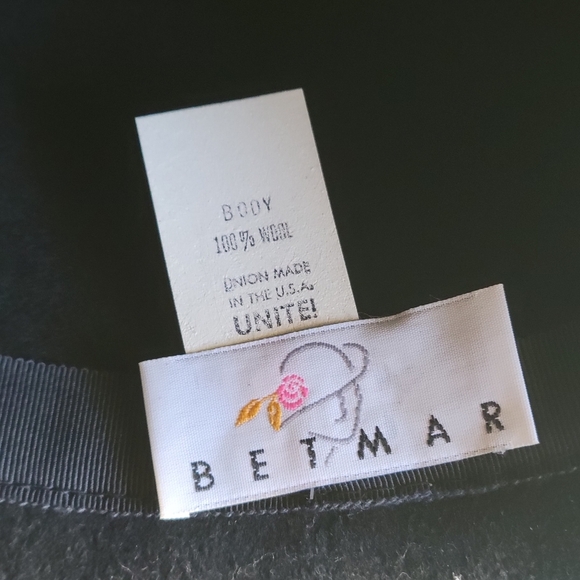 BODY
100% WOOL
UNION MADE
IN THE U.S.A.
UNITE!
BETMAR